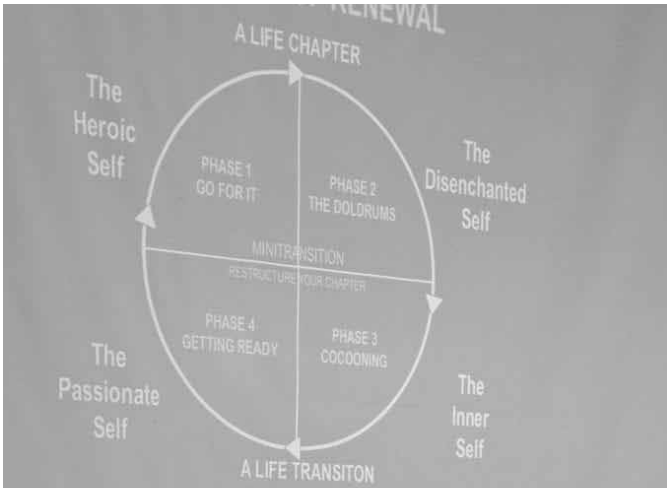 RENEWAL
A LIFE CHAPTER
The
Heroic
Self
PHASE 1
GO FOR IT
PHASE 2
THE DOLDRUMS
The
Disenchanted
Self
MINITRANSITION
RESTRUCTURE YOUR CHAPTER
PHASE 4
GETTING READY
PHASE 3
COCOONING
The
Passionate
Self
The
Inner
Self
A LIFE TRANSITON